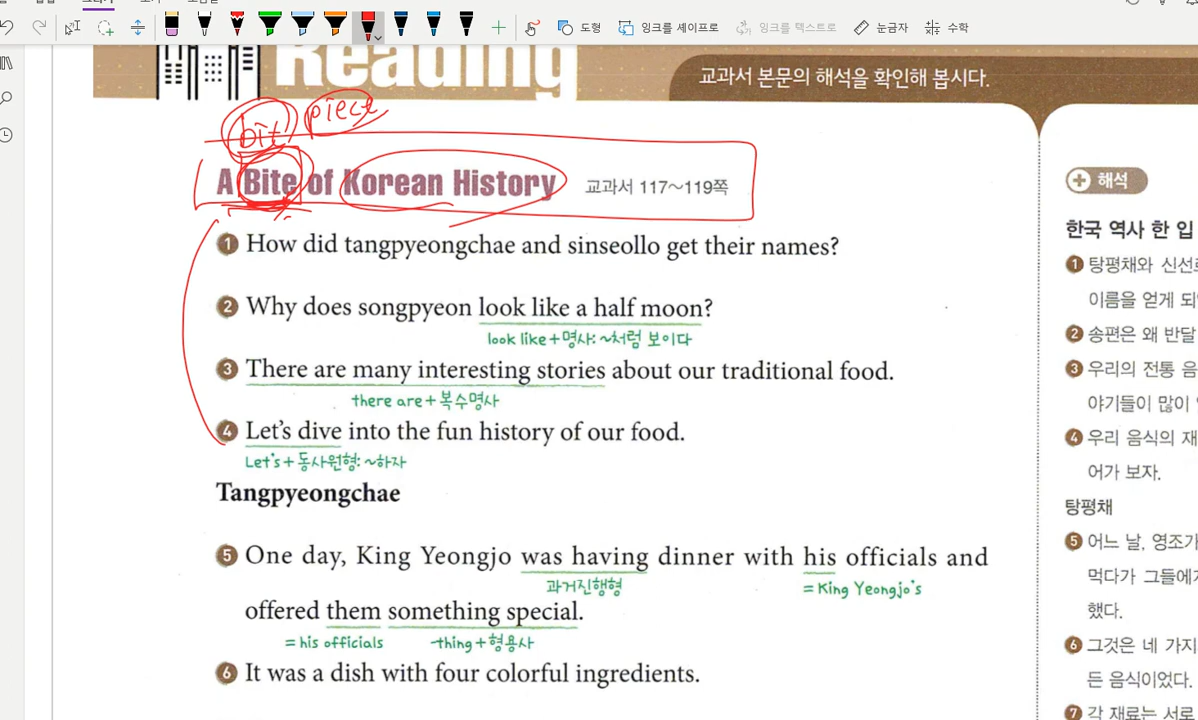 도형
잉크를 셰이프로
잉크를 텍스트로
눈금자
수학
Reading
교과서 본문의 해석을 확인해 봅시다.
bit piece
A Bite of Korean History 교과서 117~119쪽
해석
한국 역사 한 입
1 How did tangpyeongchae and sinseollo get their names?
1 탕평채와 신선로
이름을 얻게 되
2 Why does songpyeon look like a half moon?
look like+명사: ~처럼 보이다
2 송편은 왜 반달
3 There are many interesting stories about our traditional food.
there are+복수명사
3 우리의 전통 음
야기들이 많이
4 Let's dive into the fun history of our food.
Let's+동사원형: ~하자
4 우리 음식의 재
어가 보자.
Tangpyeongchae
탕평채
5 One day, King Yeongjo was having dinner with his officials and
과거진행형
= King Yeongjo's
5 어느 날, 영조가
먹다가 그들에게
했다.
offered them something special.
= his officials
-thing+형용사
6 It was a dish with four colorful ingredients.
6 그것은 네 가지
든 음식이었다.
7 각 재료는 서로